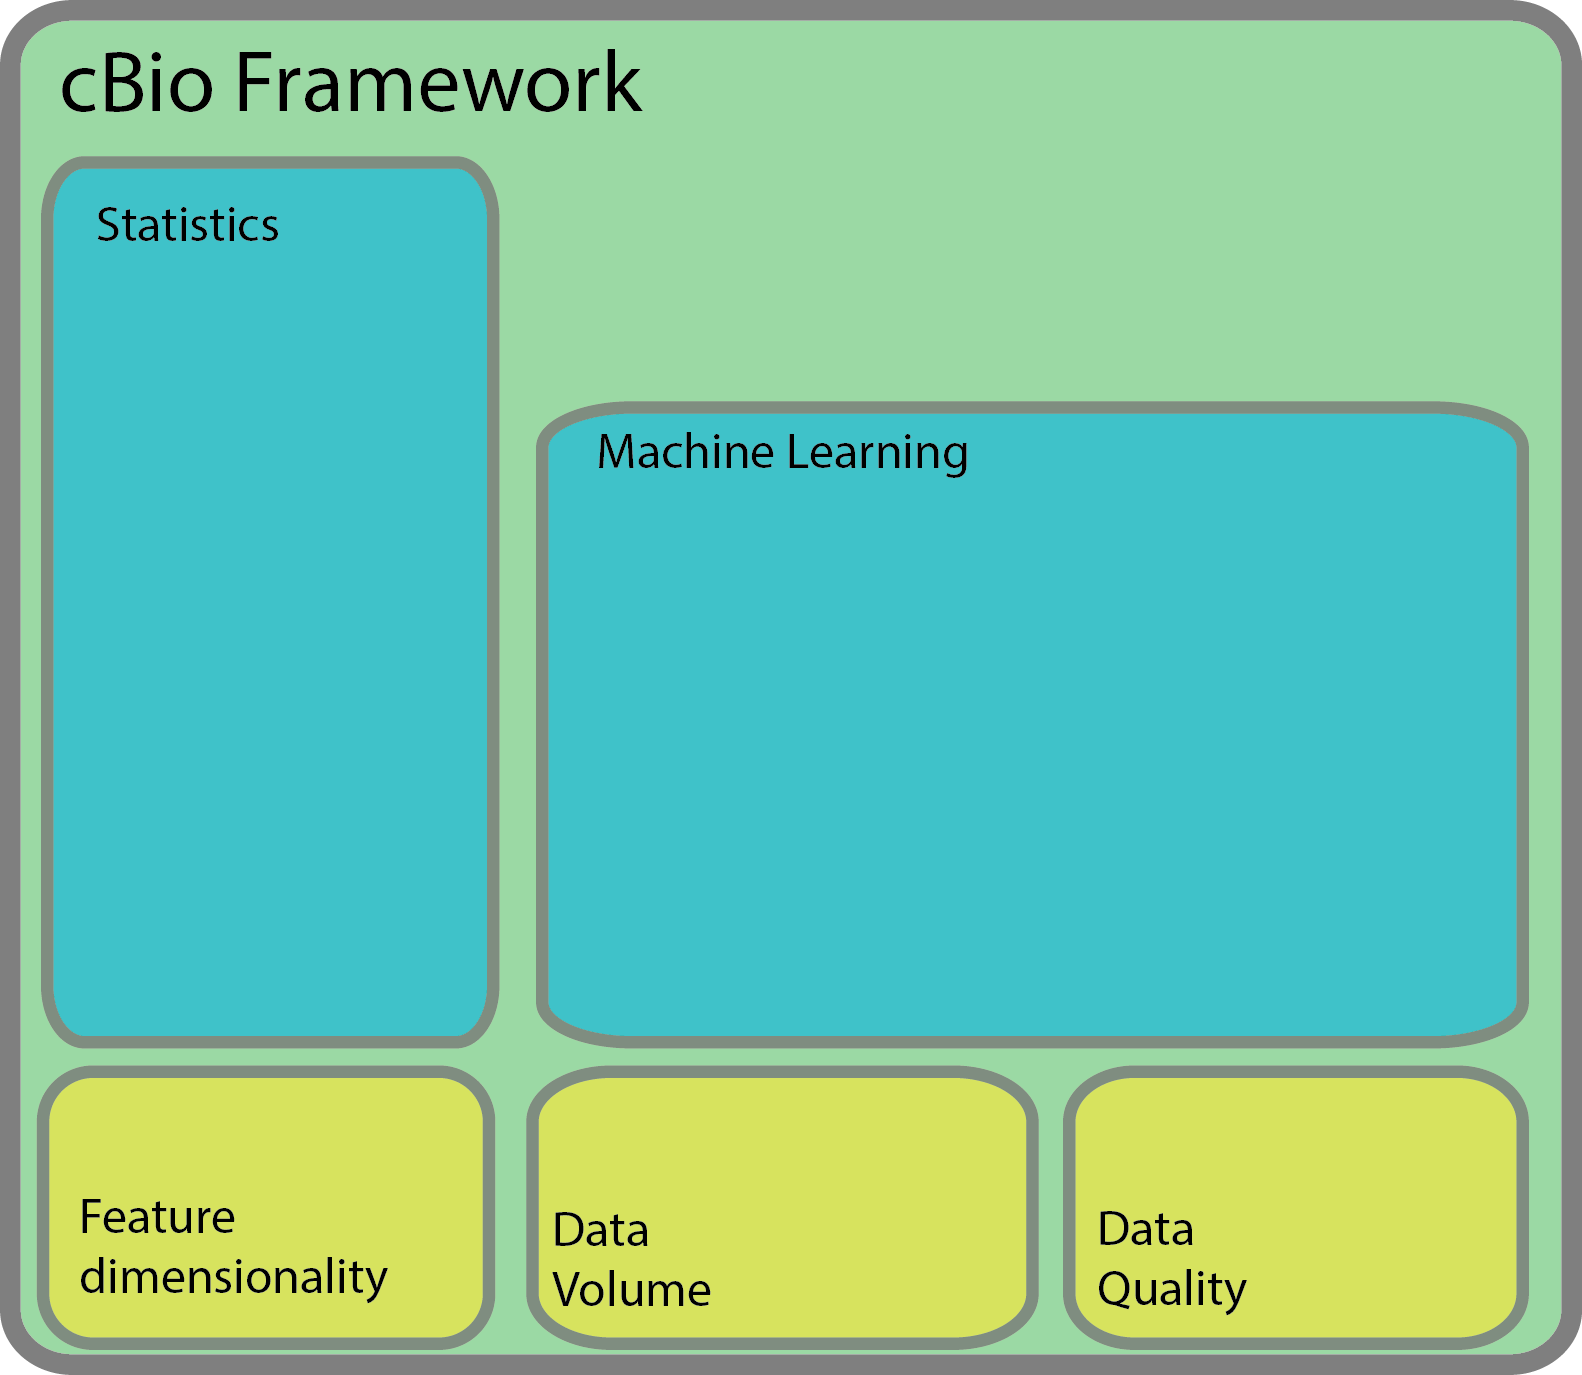 cBio Framework
Statistics
Machine Learning
Feature
dimensionality
Data
Volume
Data
Quality